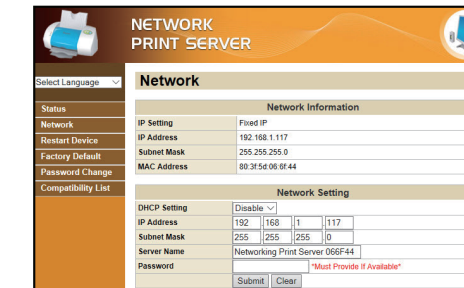 NETWORK
PRINT SERVER
Select Language
Network
Status
Network
Restart Device
Factory Default
Password Change
Compatibility List
Network Information
IP Setting Fixed IP
IP Address 192.168.1.117
Subnet Mask 255.255.255.0
MAC Address 80:3f:5d:06:6f:44
Network Setting
DHCP Setting Disable
IP Address 192 .168 .1 .117
Subnet Mask 255 .255 .255 .0
Server Name Networking Print Server 066F44
Password *Must Provide If Available*
Submit Clear